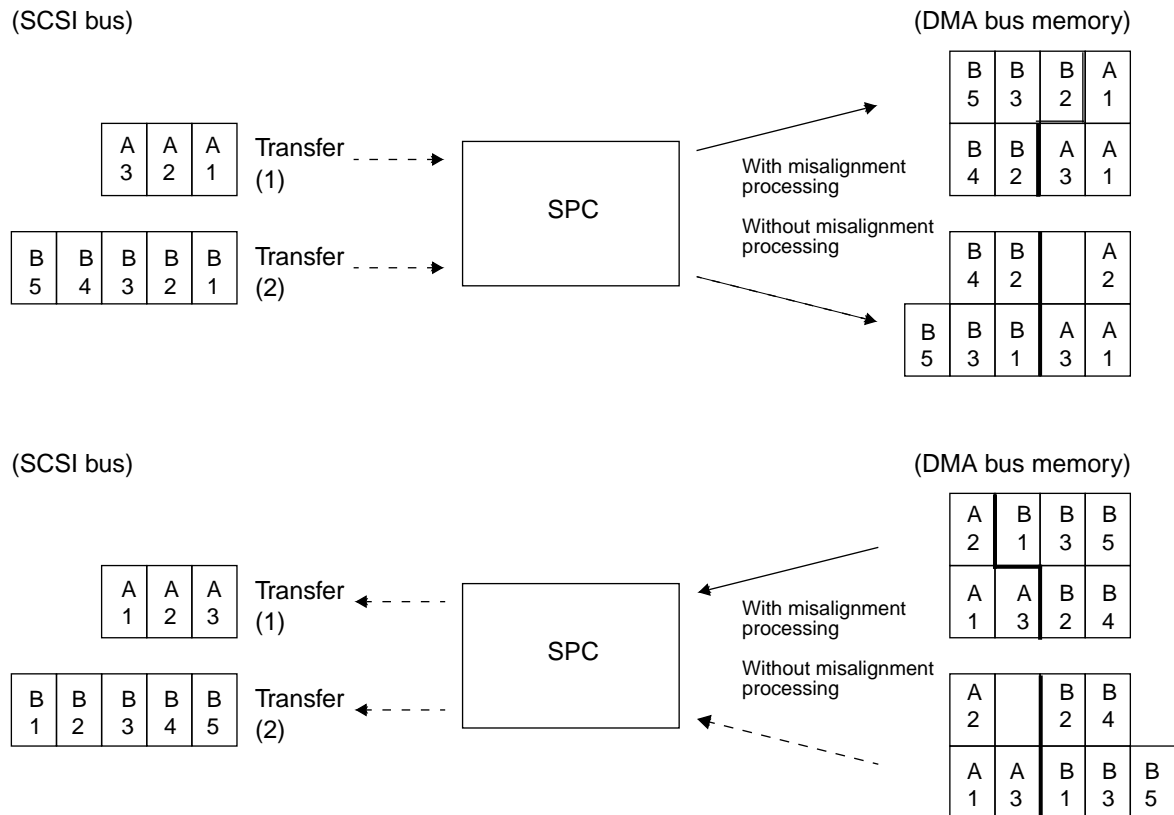 (SCSI bus)
(DMA bus memory)
B 5 B 3 B 2 A 1
A 3 A 2 A 1
Transfer (1)
B 4 B 2 A 3 A 1
With misalignment
processing
SPC
Without misalignment
processing
B 5 B 4 B 3 B 2 B 1
Transfer (2)
B 4 B 2 A 2
B 5 B 3 B 1 A 3 A 1
(SCSI bus)
(DMA bus memory)
A 2 B 1 B 3 B 5
A 1 A 2 A 3
Transfer (1)
A 1 A 3 B 2 B 4
With misalignment
processing
SPC
Without misalignment
processing
B 1 B 2 B 3 B 4 B 5
Transfer (2)
A 2 B 2 B 4
A 1 A 3 B 1 B 3 B 5